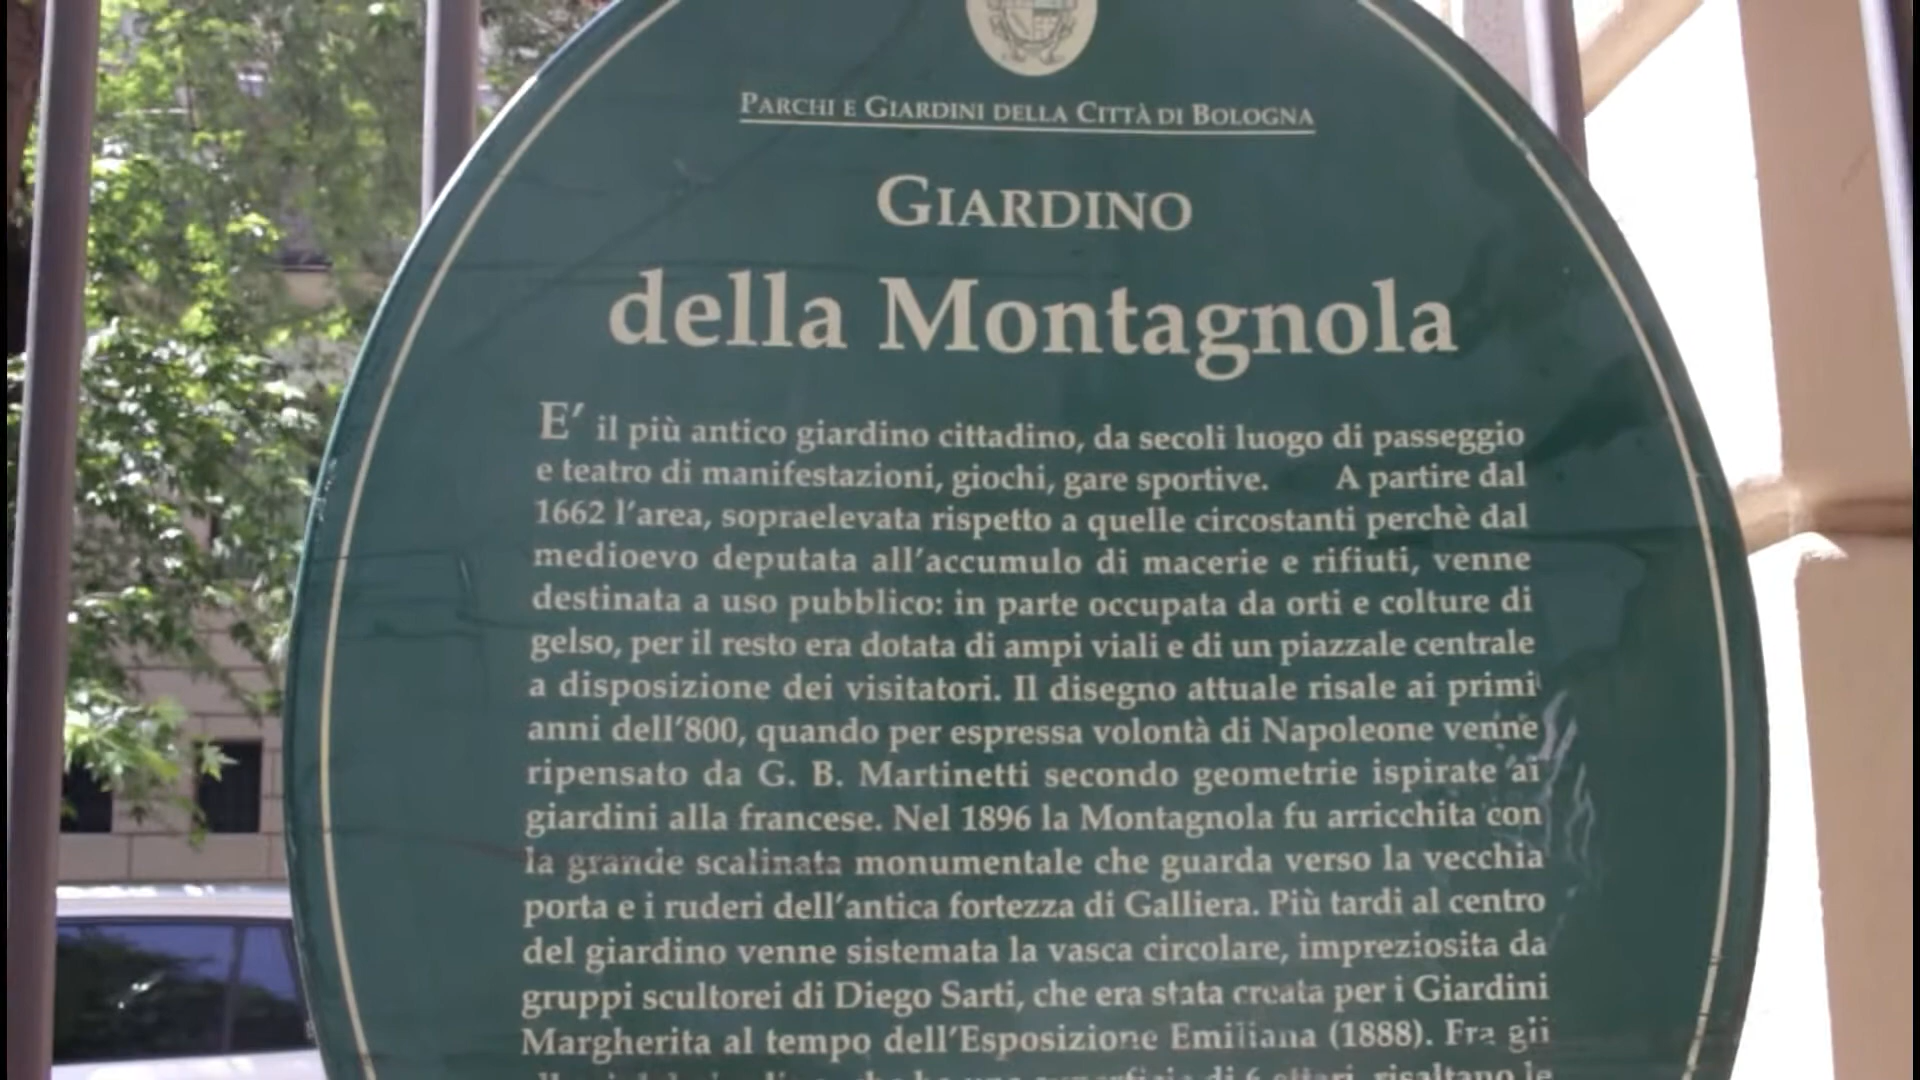 PARCHI E GIARDINI DELLA CITTÀ DI BOLOGNA
GIARDINO
della Montagnola
E' il più antico giardino cittadino, da secoli luogo di passeggio
e teatro di manifestazioni, giochi, gare sportive. A partire dal
1662 l'area, sopraelevata rispetto a quelle circostanti perchè dal
medioevo deputata all'accumulo di macerie e rifiuti, venne
destinata a uso pubblico: in parte occupata da orti e colture di
gelso, per il resto era dotata di ampi viali e di un piazzale centrale
a disposizione dei visitatori. Il disegno attuale risale ai primi
anni dell'800, quando per espressa volontà di Napoleone venne
ripensato da G. B. Martinetti secondo geometrie ispirate ai
giardini alla francese. Nel 1896 la Montagnola fu arricchita con
la grande scalinata monumentale che guarda verso la vecchia
porta e i ruderi dell'antica fortezza di Galliera. Più tardi al centro
del giardino venne sistemata la vasca circolare, impreziosita da
gruppi scultorei di Diego Sarti, che era stata creata per i Giardini
Margherita al tempo dell'Esposizione Emiliana (1888). Fra gli
di 6 ettari, risaltano le